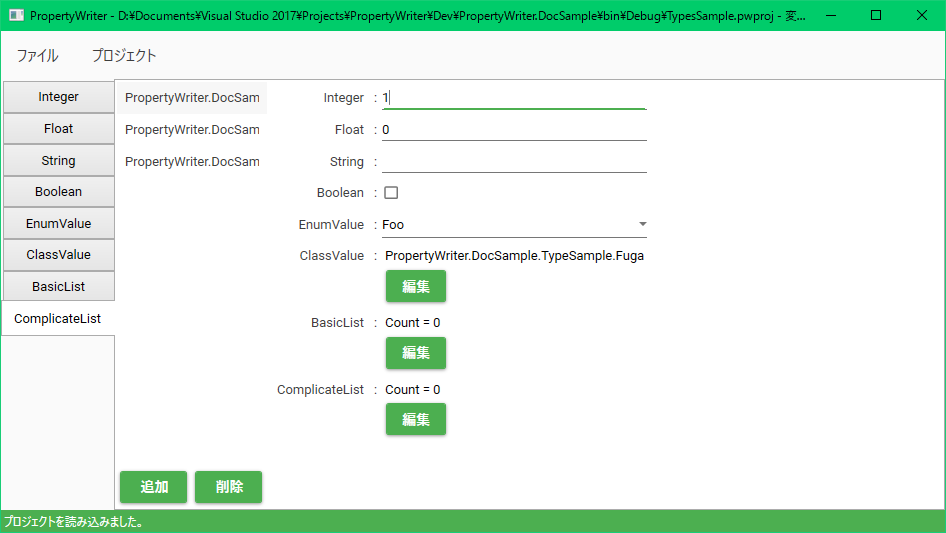 PropertyWriter - D:¥Documents¥Visual Studio 2017¥Projects¥PropertyWriter¥Dev¥PropertyWriter.DocSample¥bin¥Debug¥TypesSample.pwproj - 変...
ファイル プロジェクト
Integer
Float
String
Boolean
EnumValue
ClassValue
BasicList
ComplicateList
PropertyWriter.DocSam
PropertyWriter.DocSam
PropertyWriter.DocSam
Integer : 1
Float : 0
String :
Boolean :
EnumValue : Foo
ClassValue : PropertyWriter.DocSample.TypeSample.Fuga
編集
BasicList : Count = 0
編集
ComplicateList : Count = 0
編集
追加 削除
プロジェクトを読み込みました。